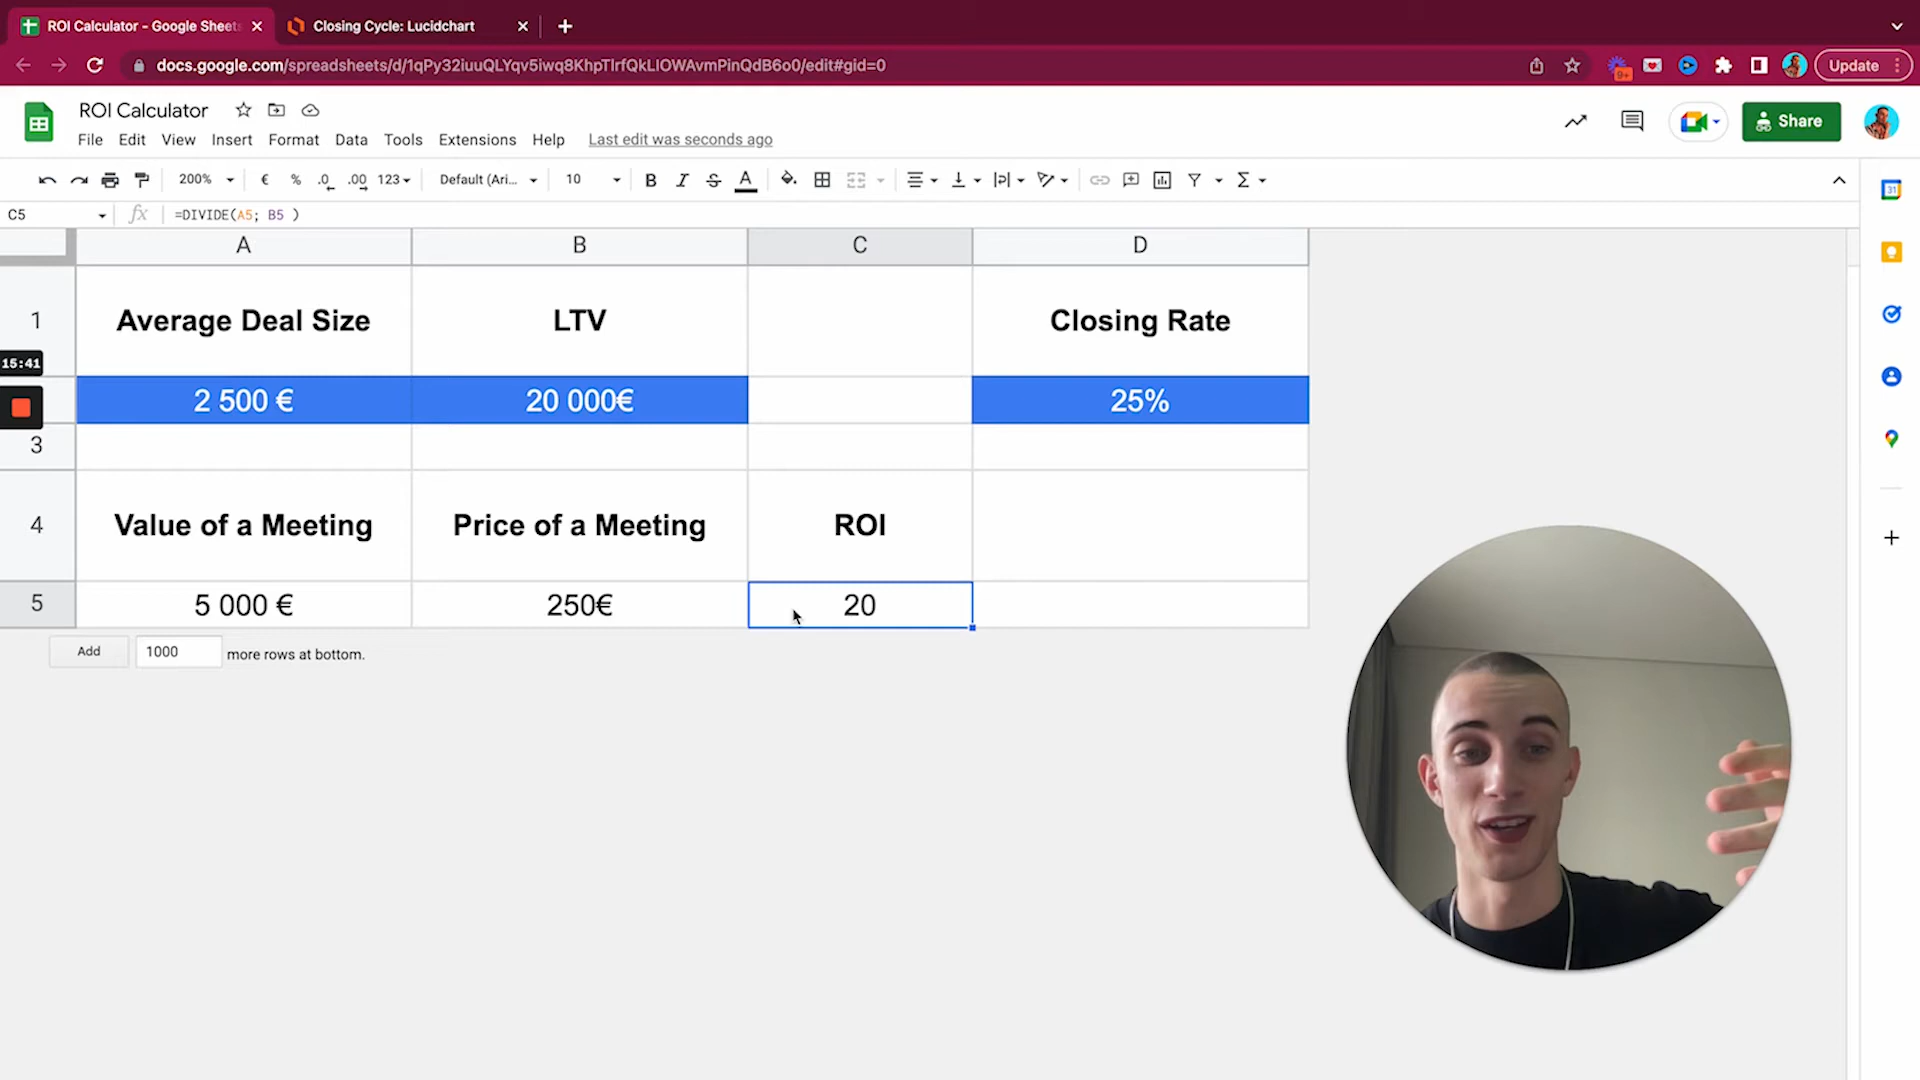 ROI Calculator - Google Sheets
Closing Cycle: Lucidchart
docs.google.com/spreadsheets/d/1qPy32iuuQLYqv5iwq8KhpTlrfQkLIOWAvmPinQdB6o0/edit#gid=0
9+
Update
ROI Calculator
Share
File Edit View Insert Format Data Tools Extensions Help Last edit was seconds ago
200% € % .0 .00 123 Default (Ari... 10 B I S A
31
C5 fx =DIVIDE(A5; B5 )
A B C D
1 Average Deal Size LTV Closing Rate
15:41
2 500 € 20 000€ 25%
3
4 Value of a Meeting Price of a Meeting ROI
5 5 000 € 250€ 20
Add 1000 more rows at bottom.